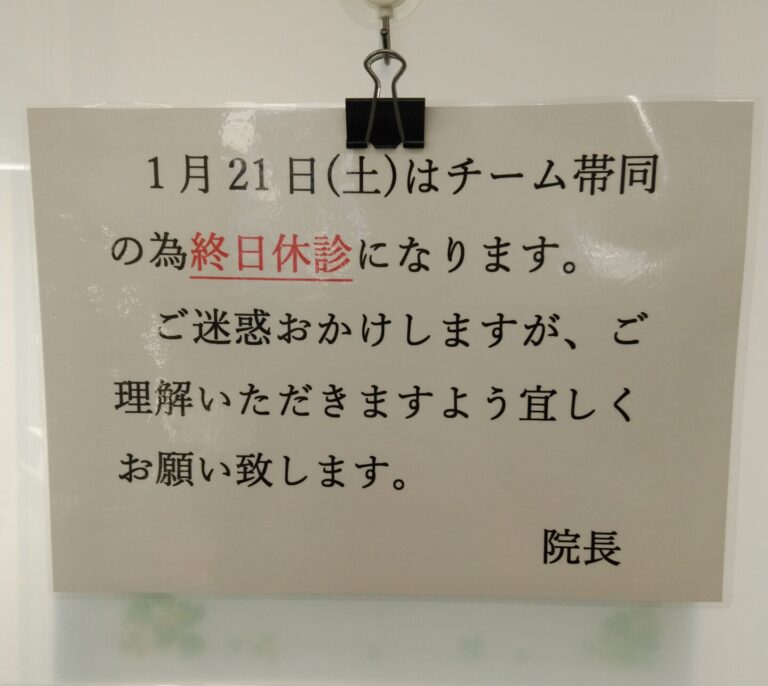 1月21日(土)はチーム帯同
の為終日休診になります。
ご迷惑おかけしますが、ご
理解いただきますよう宜しく
お願い致します。
院長